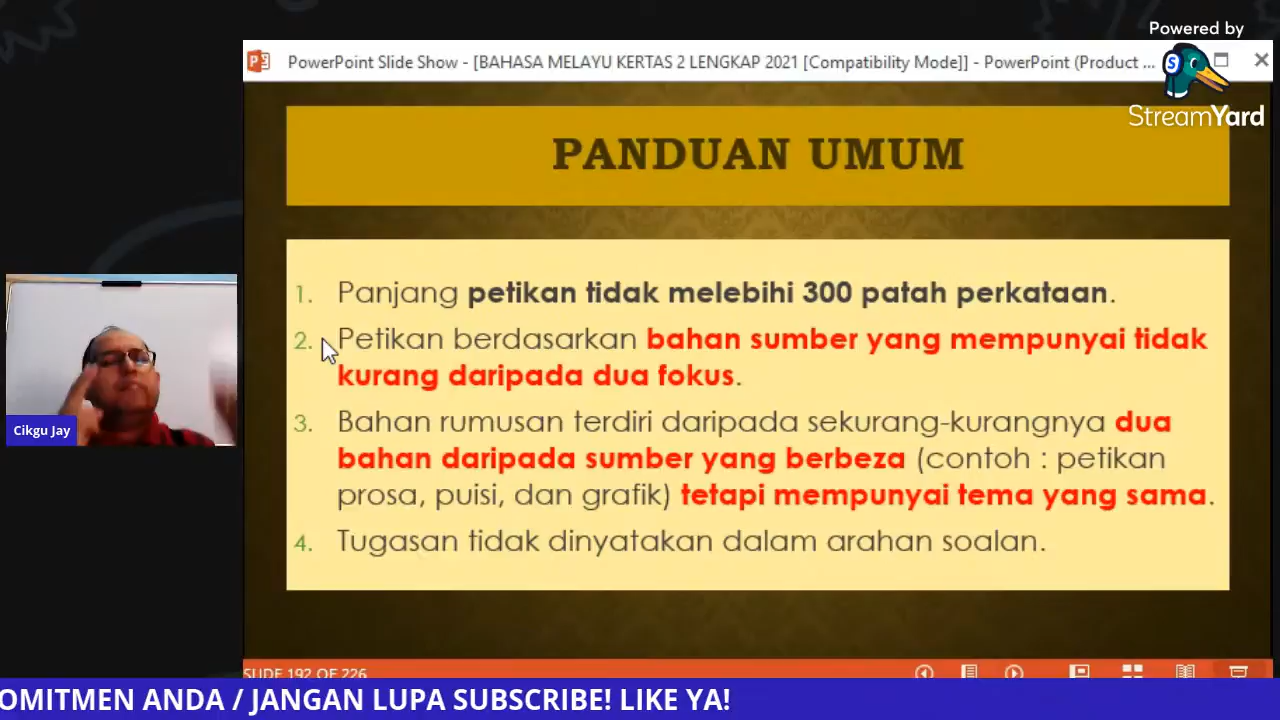 Powered by
StreamYard
PowerPoint Slide Show - [BAHASA MELAYU KERTAS 2 LENGKAP 2021 [Compatibility Mode]] - PowerPoint (Product ...
PANDUAN UMUM
1. Panjang petikan tidak melebihi 300 patah perkataan.
2. Petikan berdasarkan bahan sumber yang mempunyai tidak
kurang daripada dua fokus.
3. Bahan rumusan terdiri daripada sekurang-kurangnya dua
bahan daripada sumber yang berbeza (contoh : petikan
prosa, puisi, dan grafik) tetapi mempunyai tema yang sama.
4. Tugasan tidak dinyatakan dalam arahan soalan.
Cikgu Jay
SLIDE 192 OF 226
OMITMEN ANDA / JANGAN LUPA SUBSCRIBE! LIKE YA!